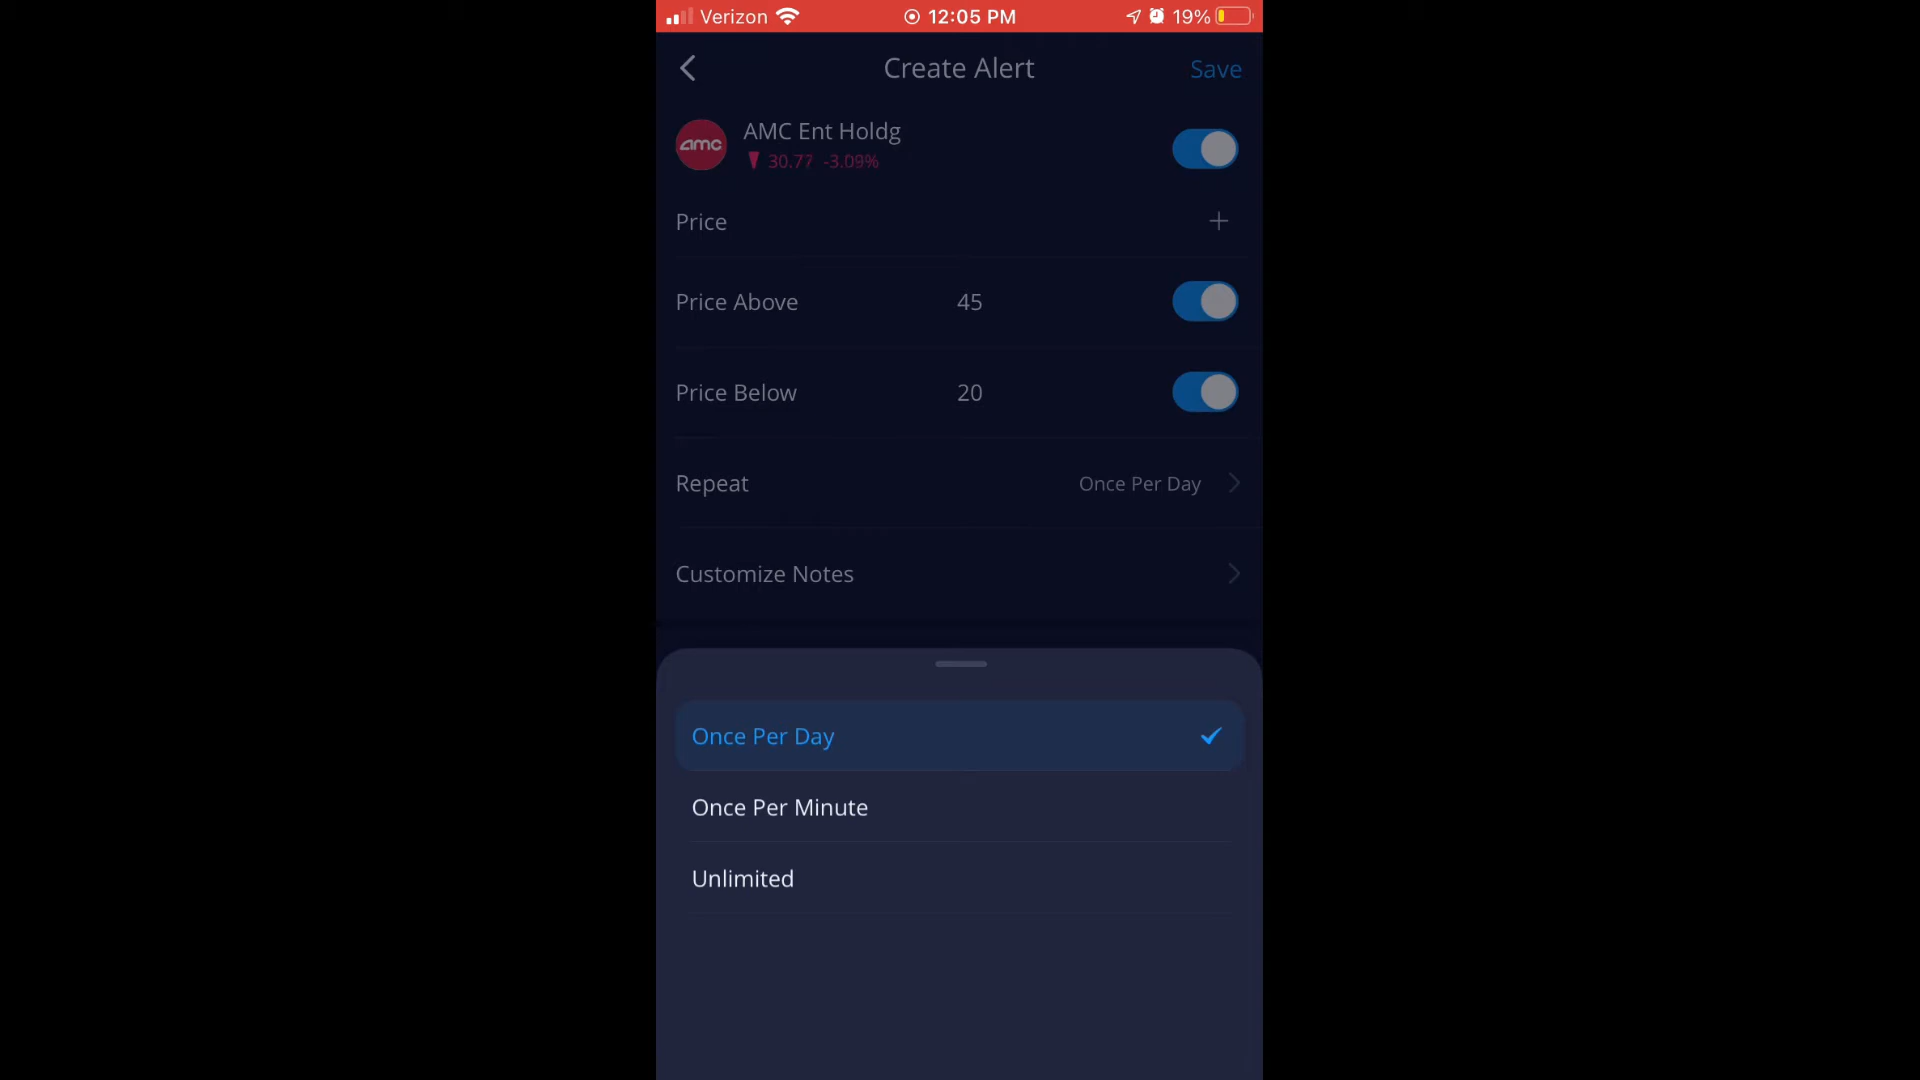 Verizon 12:05 PM 19%
Create Alert Save
amc AMC Ent Holdg
30.77 -3.09%
Price
Price Above 45
Price Below 20
Repeat Once Per Day
Customize Notes
Once Per Day
Once Per Minute
Unlimited